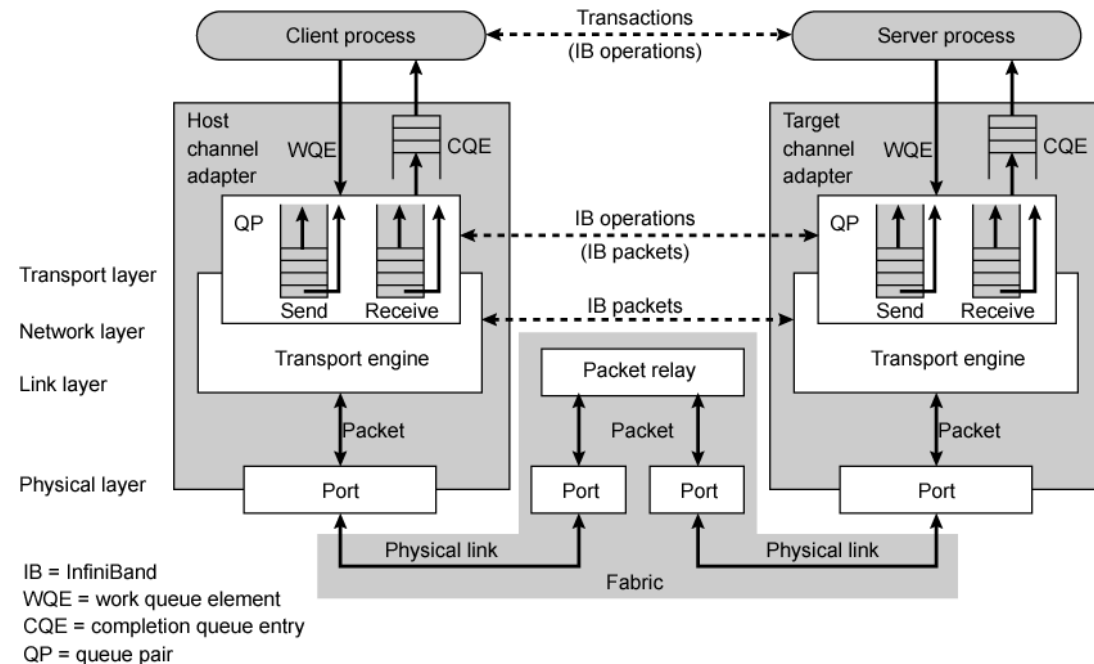 Client process
Transactions
(IB operations)
Server process
Host
channel
adapter
WQE
CQE
Target
channel
adapter
WQE
CQE
QP
Send
Receive
IB operations
(IB packets)
QP
Send
Receive
Transport layer
Network layer
Link layer
Physical layer
IB packets
Transport engine
Packet relay
Transport engine
Packet
Packet
Packet
Port
Port
Port
Port
Physical link
Physical link
Fabric
IB = InfiniBand
WQE = work queue element
CQE = completion queue entry
QP = queue pair